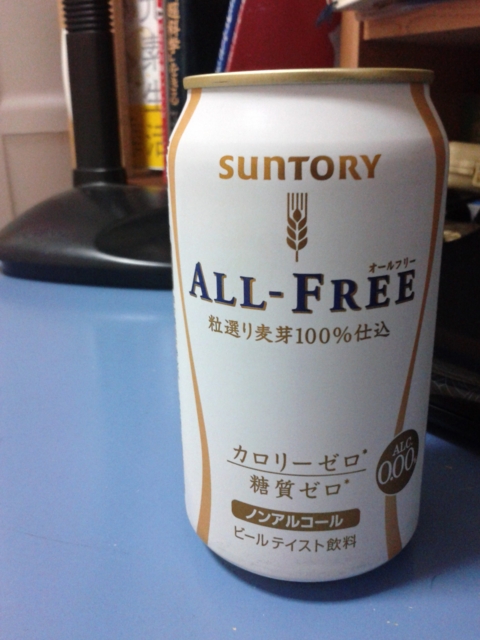 SUNTORY
オールフリー
ALL-FREE
粒選り麦芽100%仕込
カロリーゼロ*
糖質ゼロ*
ALC.
0.00%
ノンアルコール
ビールテイスト飲料